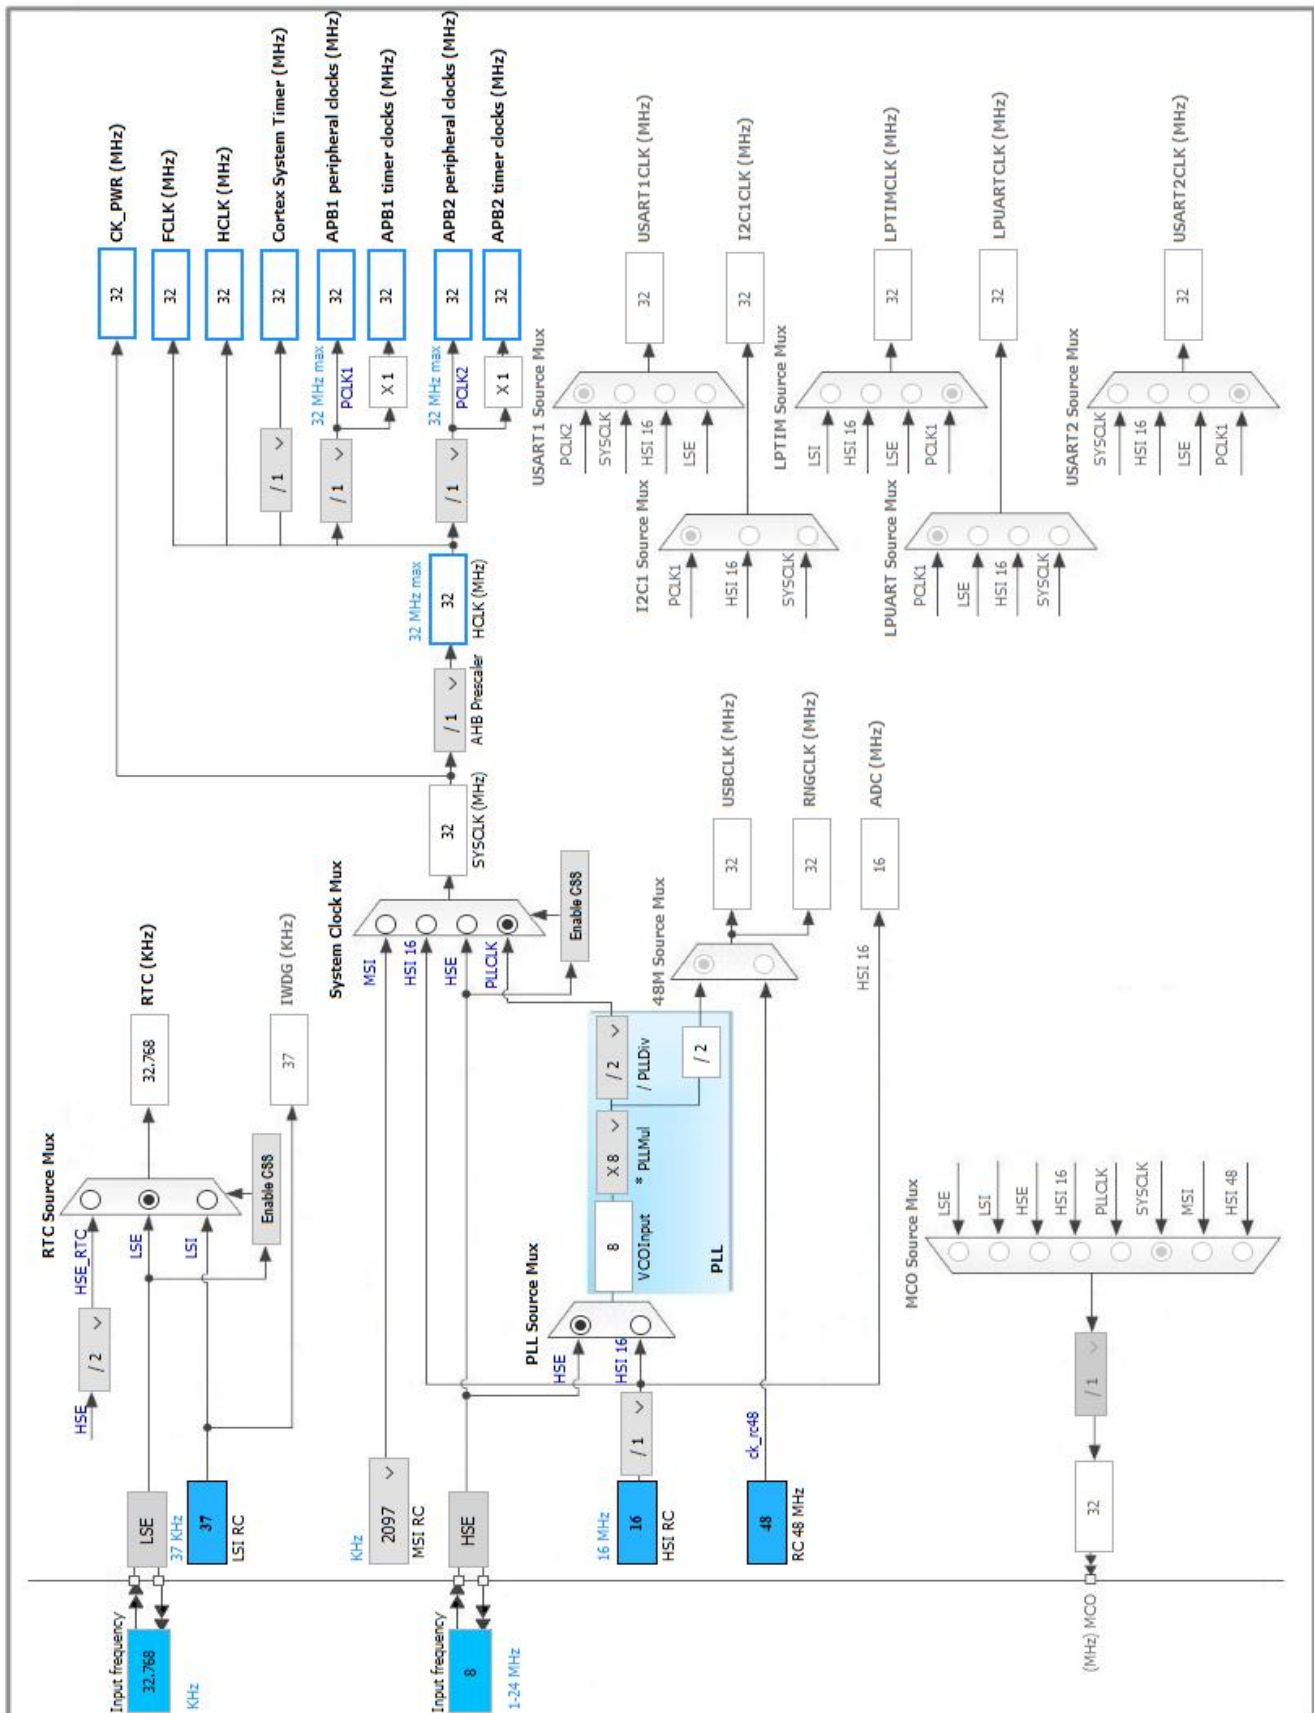 Input frequency
32.768
KHz
LSE
37 KHz
37
LSI RC
HSE
/ 2
HSE_RTC
LSE
LSI
RTC Source Mux
Enable CSS
32.768
RTC (KHz)
37
IWDG (KHz)
Input frequency
8
1-24 MHz
KHz
2097
MSI RC
HSE
16 MHz
16
HSI RC
/ 1
48
RC 48 MHz
ck_rc48
PLL Source Mux
HSE
HSI 16
8
VCOInput
X 8
* PLLMul
/ 2
/ PLLDiv
/ 2
PLL
System Clock Mux
MSI
HSI 16
HSE
PLLCLK
Enable CSS
32
SYSCLK (MHz)
/ 1
AHB Prescaler
32 MHz max
32
HCLK (MHz)
/ 1
/ 1
32 MHz max
PCLK1
X 1
/ 1
32 MHz max
PCLK2
X 1
32
CK_PWR (MHz)
32
FCLK (MHz)
32
HCLK (MHz)
32
Cortex System Timer (MHz)
32
APB1 peripheral clocks (MHz)
32
APB1 timer clocks (MHz)
32
APB2 peripheral clocks (MHz)
32
APB2 timer clocks (MHz)
48M Source Mux
32
USBCLK (MHz)
32
RNGCLK (MHz)
HSI 16
16
ADC (MHz)
USART1 Source Mux
PCLK2
SYSCLK
HSI 16
LSE
32
USART1CLK (MHz)
I2C1 Source Mux
PCLK1
HSI 16
SYSCLK
32
I2C1CLK (MHz)
LPTIM Source Mux
LSI
HSI 16
LSE
PCLK1
32
LPTIMCLK (MHz)
LPUART Source Mux
PCLK1
LSE
HSI 16
SYSCLK
32
LPUARTCLK (MHz)
USART2 Source Mux
SYSCLK
HSI 16
LSE
PCLK1
32
USART2CLK (MHz)
MCO Source Mux
LSE
LSI
HSE
HSI 16
PLLCLK
SYSCLK
MSI
HSI 48
/ 1
32
(MHz) MCO